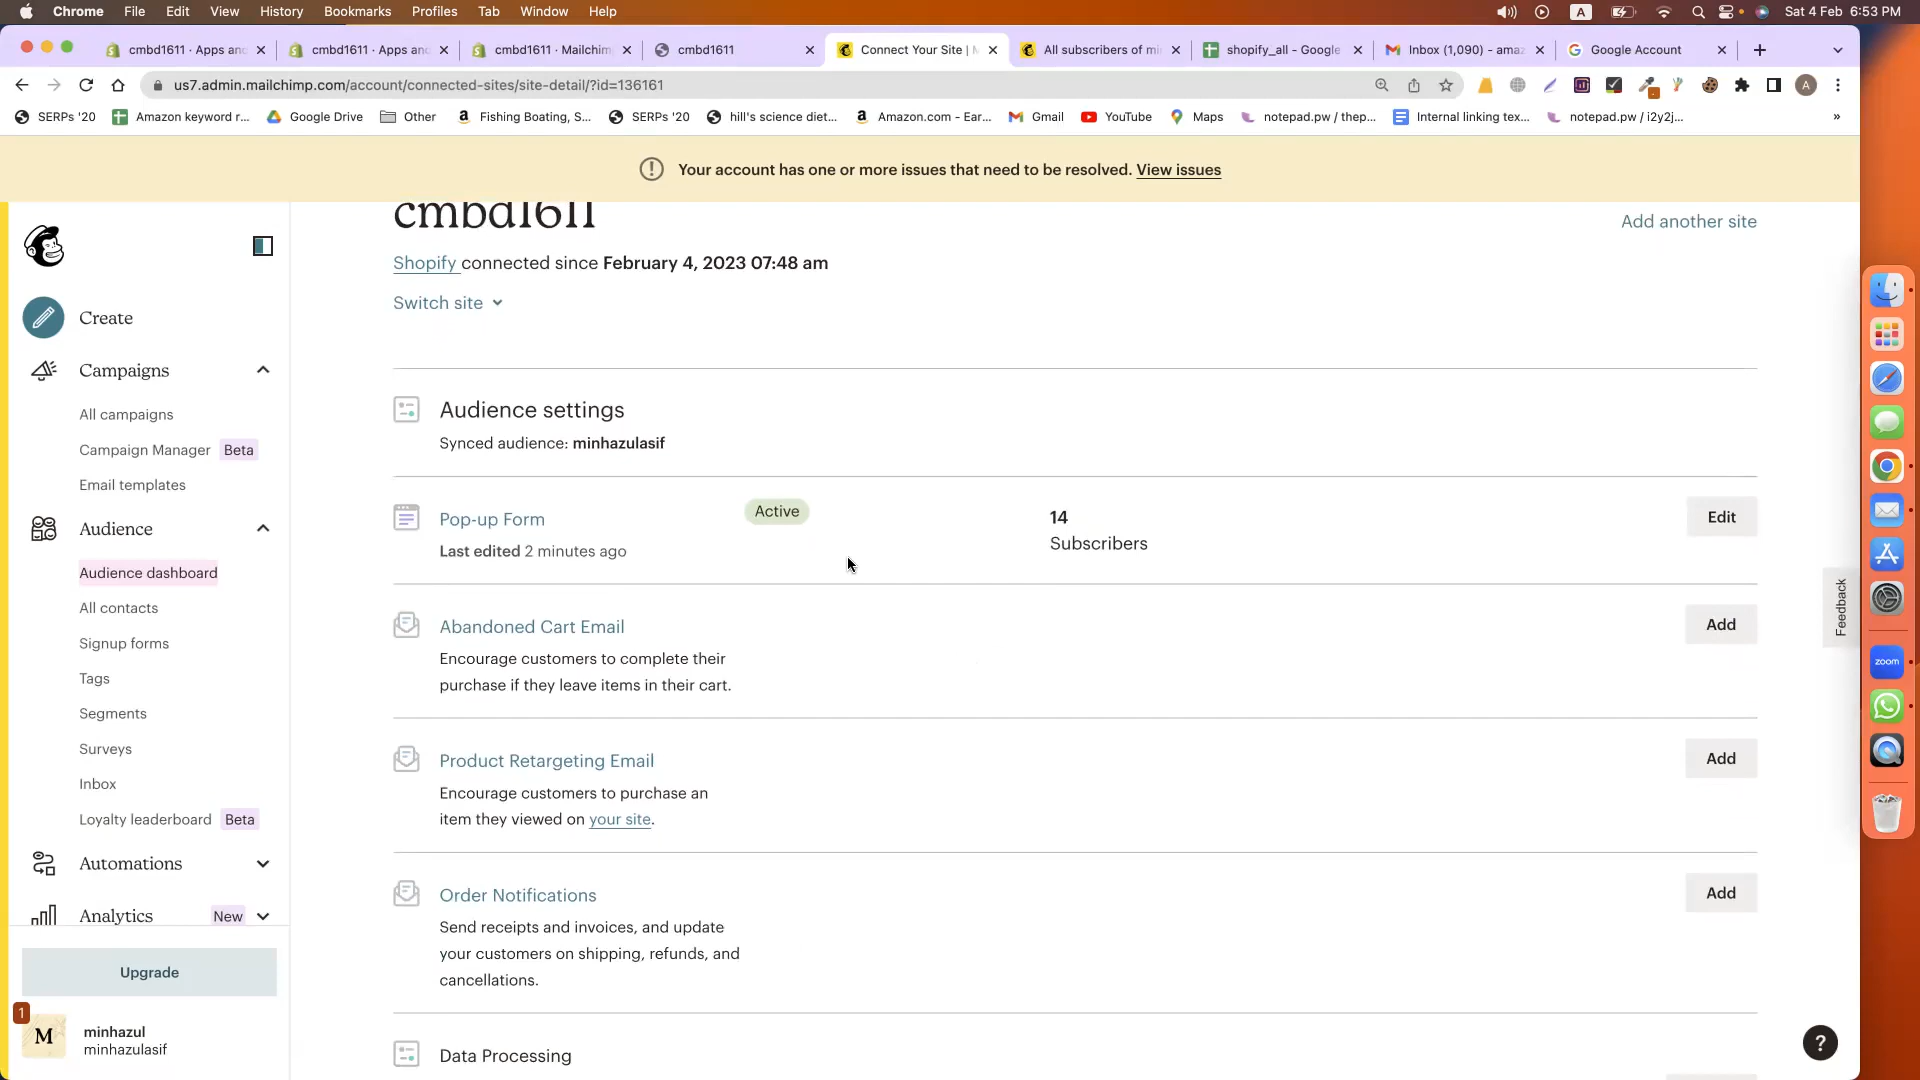 Chrome File Edit View History Bookmarks Profiles Tab Window Help
A
Sat 4 Feb 6:53 PM
cmbd1611 · Apps an
cmbd1611 · Apps an
cmbd1611 · Mailchim
cmbd1611
Connect Your Site |
All subscribers of mi
shopify_all - Google
Inbox (1,090) - amaz
Google Account
us7.admin.mailchimp.com/account/connected-sites/site-detail/?id=136161
A
SERPs '20
Amazon keyword r...
Google Drive
Other
Fishing Boating, S...
SERPs '20
hill's science diet...
Amazon.com - Ear...
Gmail
YouTube
Maps
notepad.pw / thep...
Internal linking tex...
notepad.pw / i2y2j...
»
Your account has one or more issues that need to be resolved. View issues
Create
Campaigns
All campaigns
Campaign Manager Beta
Email templates
Audience
Audience dashboard
All contacts
Signup forms
Tags
Segments
Surveys
Inbox
Loyalty leaderboard Beta
Automations
Analytics New
Upgrade
1
M
minhazul
minhazulasif
cmbd1611
Add another site
Shopify connected since February 4, 2023 07:48 am
Switch site
Audience settings
Synced audience: minhazulasif
Pop-up Form
Last edited 2 minutes ago
Active
14
Subscribers
Edit
Abandoned Cart Email
Encourage customers to complete their
purchase if they leave items in their cart.
Add
Product Retargeting Email
Encourage customers to purchase an
item they viewed on your site.
Add
Order Notifications
Send receipts and invoices, and update
your customers on shipping, refunds, and
cancellations.
Add
Data Processing
Feedback
?
zoom